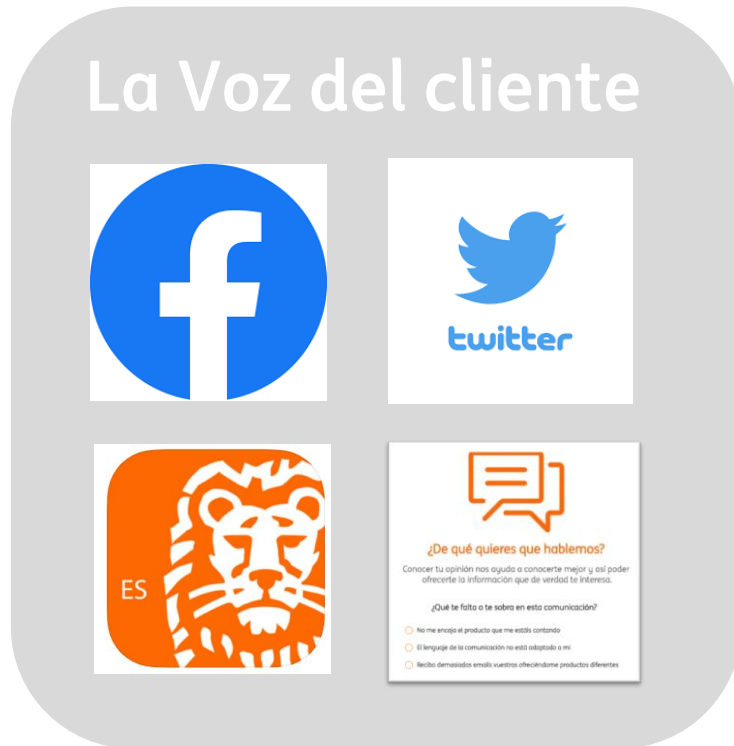 La Voz del cliente
f
twitter
ES
¿De qué quieres que hablemos?
Conocer tu opinión nos ayuda a conocerte mejor y así poder
ofrecerte la información que de verdad te interesa.
¿Qué te falta o te sobra en esta comunicación?
No me encaja el producto que me estáis contando
El lenguaje de la comunicación no está adaptado a mí
Recibo demasiados emails vuestros ofreciéndome productos diferentes